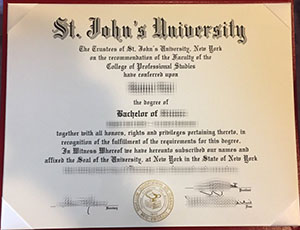 St. John's University
The Trustees of St. John's University, New York
on the recommendation of the Faculty of the
College of Professional Studies
have conferred upon
the degree of
Bachelor of
together with all honors, rights and privileges pertaining thereto, in
recognition of the fulfillment of the requirements for this degree.
In Witness Whereof we have hereunto subscribed our names and
affixed the Seal of the University, at New York in the State of New York